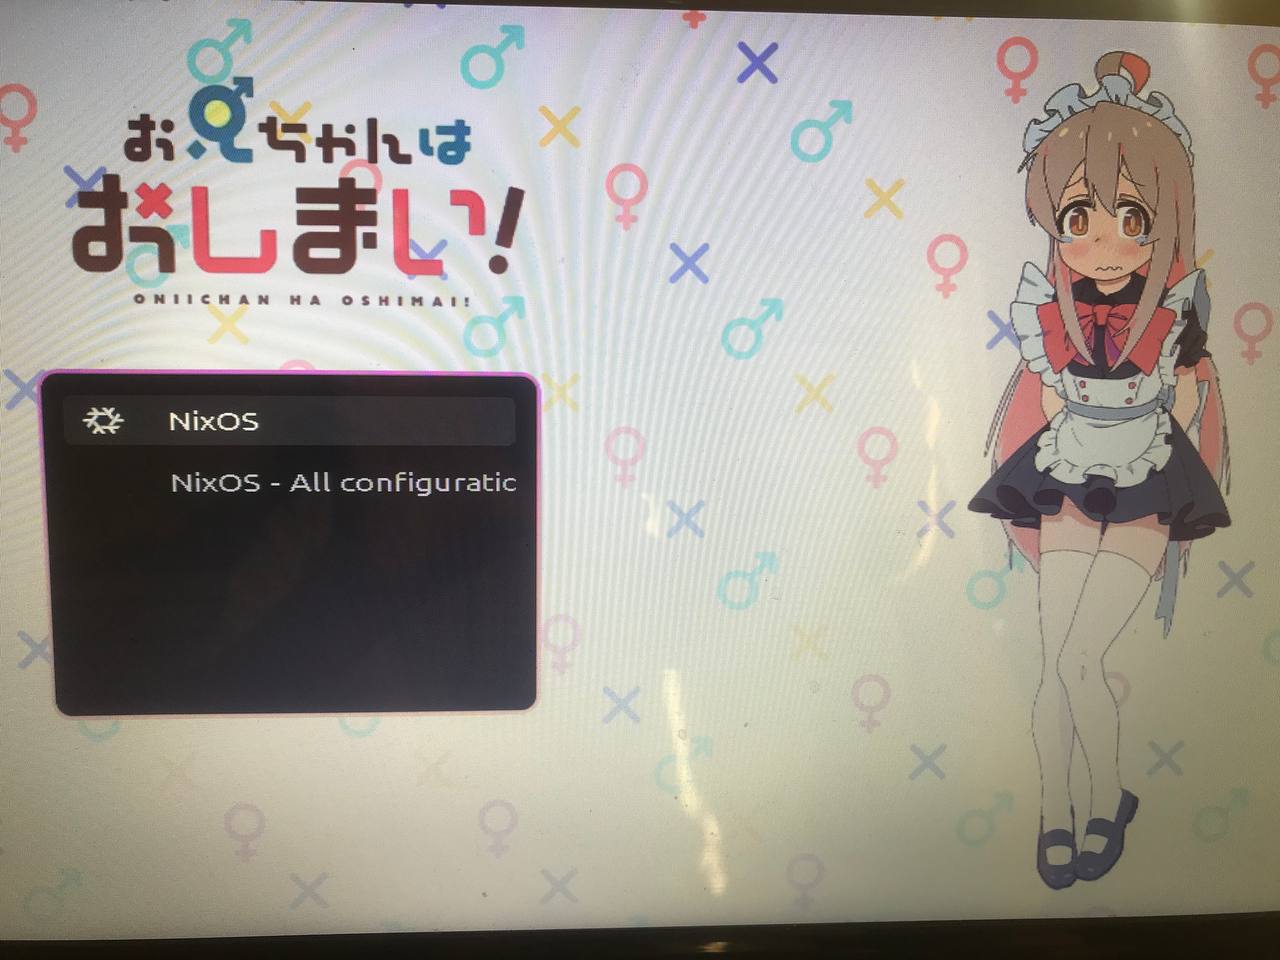 お兄ちゃんは
おしまい!
ONIICHAN HA OSHIMAI!
NixOS
NixOS - All configuratic